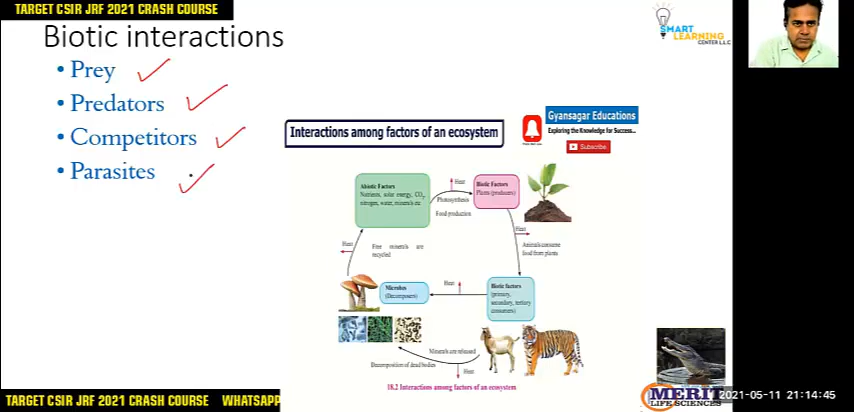 TARGET CSIR JRF 2021 CRASH COURSE
Biotic interactions
• Prey
• Predators
• Competitors
• Parasites
SMART
LEARNING
CENTER L.L.C
Interactions among factors of an ecosystem
Gyansagar Educations
Exploring the Knowledge for Success...
Subscribe
Abiotic Factors
Nutrients, solar energy, CO2,
nitrogen, water, minerals etc
Heat
Photosynthesis
Food production
Biotic Factors
Plants (producers)
Heat
Animals consume
food from plants
Heat
Free minerals are
recycled
Microbes
(Decomposers)
Heat
Biotic factors
(primary,
secondary, tertiary
consumers)
Minerals are released
Decomposition of dead bodies
Heat
18.2 Interactions among factors of an ecosystem
TARGET CSIR JRF 2021 CRASH COURSE WHATSAPP
MERIT
LIFE SCIENCES
2021-05-11 21:14:45